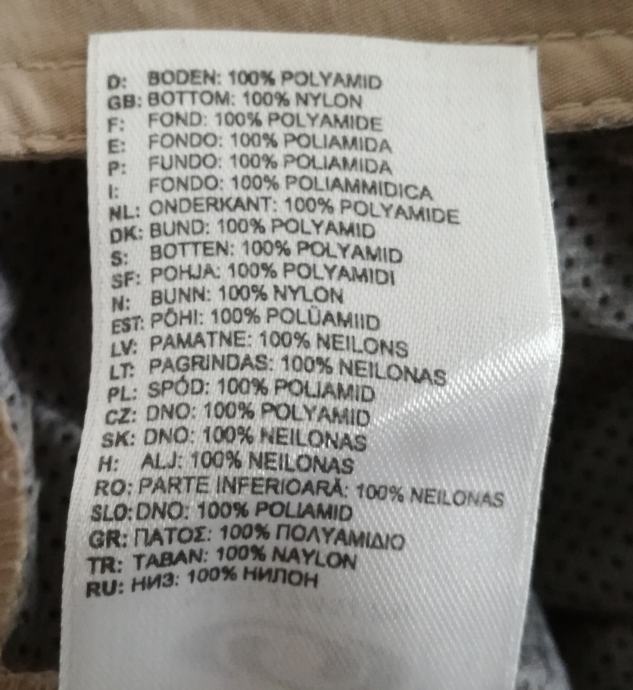 D: BODEN: 100% POLYAMID
GB: BOTTOM: 100% NYLON
F: FOND: 100% POLYAMIDE
E: FONDO: 100% POLIAMIDA
P: FUNDO: 100% POLIAMIDA
I: FONDO: 100% POLIAMMIDICA
NL: ONDERKANT: 100% POLYAMIDE
DK: BUND: 100% POLYAMID
S: BOTTEN: 100% POLYAMID
SF: POHJA: 100% POLYAMIDI
N: BUNN: 100% NYLON
EST: PÕHI: 100% POLÜAMIID
LV: PAMATNE: 100% NEILONS
LT: PAGRINDAS: 100% NEILONAS
PL: SPÓD: 100% POLIAMID
CZ: DNO: 100% POLYAMID
SK: DNO: 100% NEILONAS
H: ALJ: 100% NEILONAS
RO: PARTE INFERIOARĂ: 100% NEILONAS
SLO: DNO: 100% POLIAMID
GR: ΠΑΤΟΣ: 100% ΠΟΛΥΑΜΙΔΙΟ
TR: TABAN: 100% NAYLON
RU: НИЗ: 100% НИЛОН